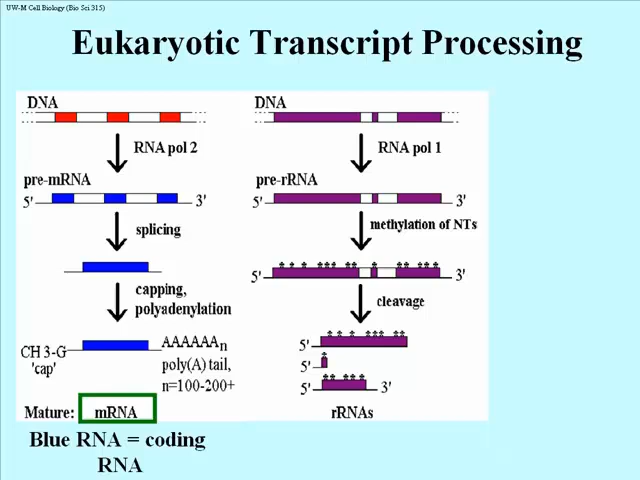 UW-M Cell Biology (Bio Sci 315)
Eukaryotic Transcript Processing
DNA
RNA pol 2
pre-mRNA
5' 3'
splicing
capping,
polyadenylation
CH 3-G
'cap'
AAAAAAn
poly(A) tail,
n=100-200+
Mature: mRNA
Blue RNA = coding
RNA
DNA
RNA pol 1
pre-rRNA
5' 3'
methylation of NTs
5' 3'
cleavage
5'
5'
5' 3'
rRNAs